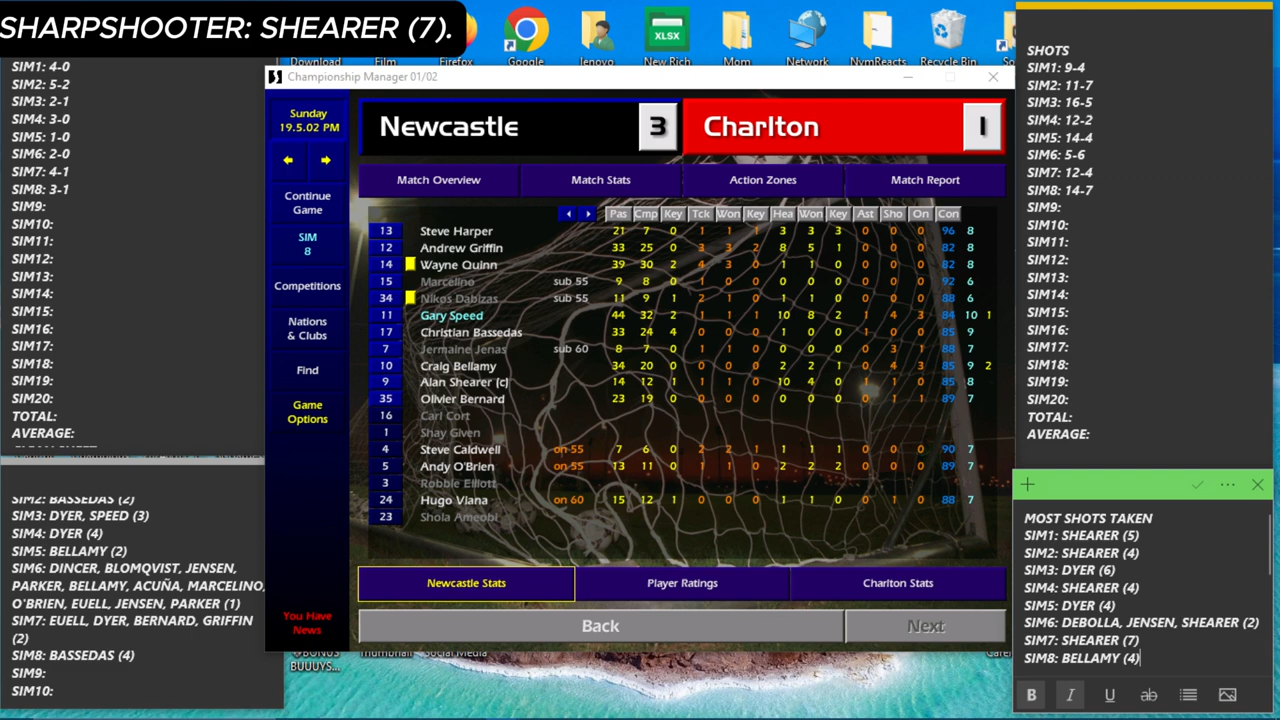 SHARPSHOOTER: SHEARER (7).
SIM1: 4-0
SIM2: 5-2
SIM3: 2-1
SIM4: 3-0
SIM5: 1-0
SIM6: 2-0
SIM7: 4-1
SIM8: 3-1
SIM9:
SIM10:
SIM11:
SIM12:
SIM13:
SIM14:
SIM15:
SIM16:
SIM17:
SIM18:
SIM19:
SIM20:
TOTAL:
AVERAGE:
SIM2: BASSEDAS (2)
SIM3: DYER, SPEED (3)
SIM4: DYER (4)
SIM5: BELLAMY (2)
SIM6: DINCER, BLOMQVIST, JENSEN,
PARKER, BELLAMY, ACUÑA, MARCELINO,
O'BRIEN, EUELL, JENSEN, PARKER (1)
SIM7: EUELL, DYER, BERNARD, GRIFFIN
(2)
SIM8: BASSEDAS (4)
SIM9:
SIM10:
Download Film Firefox Google lenovo New Rich Mom Network NymReacts Recycle Bin
XLSX
Championship Manager 01/02
Sunday
19.5.02 PM
Continue
Game
SIM
8
Competitions
Nations
& Clubs
Find
Game
Options
You Have
News
Newcastle 3 Charlton 1
Match Overview Match Stats Action Zones Match Report
Pas Cmp Key Tck Won Key Hea Won Key Ast Sho On Con
13 Steve Harper 21 7 0 1 1 1 3 3 3 0 0 0 96 8
12 Andrew Griffin 33 25 0 3 3 2 8 5 1 0 0 0 82 8
14 Wayne Quinn 39 30 2 4 3 0 1 1 0 0 0 0 82 8
15 Marcelino sub 55 9 8 0 1 0 0 0 0 0 0 0 0 92 6
34 Nikos Dabizas sub 55 11 9 1 2 1 0 1 1 0 0 0 0 88 6
11 Gary Speed 44 32 2 1 1 1 10 8 2 1 4 3 84 10 1
17 Christian Bassedas 33 24 4 0 0 0 1 0 0 1 0 0 85 9
7 Jermaine Jenas sub 60 8 7 0 1 0 0 0 0 0 0 3 1 88 7
10 Craig Bellamy 34 20 0 0 0 0 2 2 1 0 4 3 85 9 2
9 Alan Shearer (c) 14 12 1 1 1 0 10 4 0 1 1 0 85 8
35 Olivier Bernard 23 19 0 0 0 0 0 0 0 0 1 1 89 7
16 Carl Cort
1 Shay Given
4 Steve Caldwell on 55 7 6 0 2 2 0 1 1 1 0 0 0 90 7
5 Andy O'Brien on 55 13 11 0 1 1 0 2 2 2 0 0 0 89 7
3 Robbie Elliott
24 Hugo Viana on 60 15 12 1 0 0 0 1 1 0 0 1 0 88 7
23 Shola Ameobi
Newcastle Stats Player Ratings Charlton Stats
Back Next
BUUUYS...
Thumbnail
Social Media
SHOTS
SIM1: 9-4
SIM2: 11-7
SIM3: 16-5
SIM4: 12-2
SIM5: 14-4
SIM6: 5-6
SIM7: 12-4
SIM8: 14-7
SIM9:
SIM10:
SIM11:
SIM12:
SIM13:
SIM14:
SIM15:
SIM16:
SIM17:
SIM18:
SIM19:
SIM20:
TOTAL:
AVERAGE:
MOST SHOTS TAKEN
SIM1: SHEARER (5)
SIM2: SHEARER (4)
SIM3: DYER (6)
SIM4: SHEARER (4)
SIM5: DYER (4)
SIM6: DEBOLLA, JENSEN, SHEARER (2)
SIM7: SHEARER (7)
SIM8: BELLAMY (4)
B I U ab